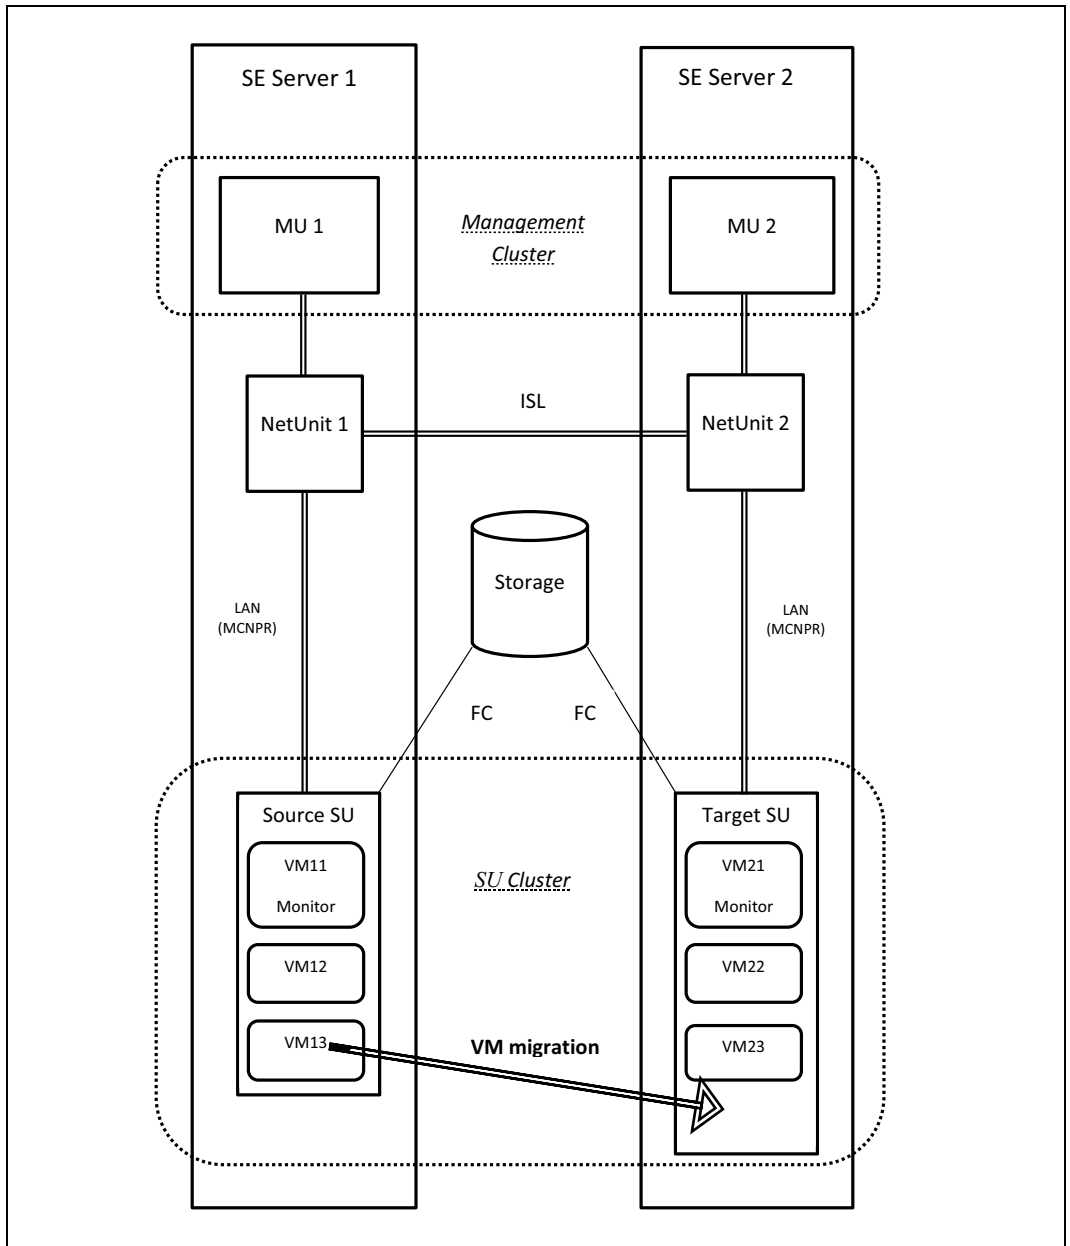 SE Server 1
SE Server 2
MU 1
Management
Cluster
MU 2
ISL
NetUnit 1
NetUnit 2
Storage
LAN
(MCNPR)
LAN
(MCNPR)
FC
FC
Source SU
Target SU
VM11
Monitor
SU Cluster
VM21
Monitor
VM12
VM22
VM13
VM migration
VM23